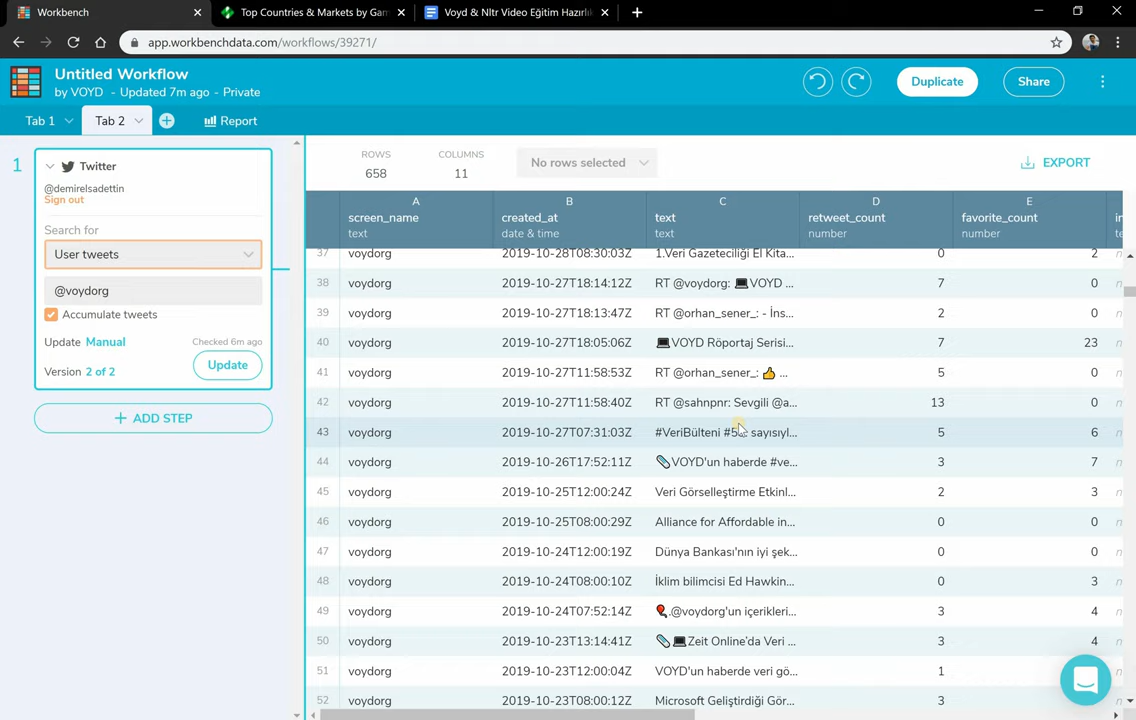 Workbench
Top Countries & Markets by Gam
Voyd & Nltr Video Eğitim Hazırlık
app.workbenchdata.com/workflows/39271/
Untitled Workflow
by VOYD - Updated 7m ago - Private
Duplicate
Share
Tab 1
Tab 2
Report
1
Twitter
@demirelsadettin
Sign out
Search for
User tweets
@voydorg
Accumulate tweets
Update Manual
Checked 6m ago
Version 2 of 2
Update
+ ADD STEP
ROWS
658
COLUMNS
11
No rows selected
EXPORT
A B C D E
screen_name created_at text retweet_count favorite_count
text date & time text number number
37 voydorg 2019-10-28T08:30:03Z 1.Veri Gazeteciliği El Kita... 0 2
38 voydorg 2019-10-27T18:14:12Z RT @voydorg: 💻VOYD ... 7 0
39 voydorg 2019-10-27T18:13:47Z RT @orhan_sener_: - İns... 2 0
40 voydorg 2019-10-27T18:05:06Z 💻VOYD Röportaj Serisi... 7 23
41 voydorg 2019-10-27T11:58:53Z RT @orhan_sener_: 👍 ... 5 0
42 voydorg 2019-10-27T11:58:40Z RT @sahnpnr: Sevgili @a... 13 0
43 voydorg 2019-10-27T07:31:03Z #VeriBülteni sayısıyl... 5 6
44 voydorg 2019-10-26T17:52:11Z 📎VOYD'un haberde #ve... 3 7
45 voydorg 2019-10-25T12:00:24Z Veri Görselleştirme Etkinl... 2 3
46 voydorg 2019-10-25T08:00:29Z Alliance for Affordable in... 0 0
47 voydorg 2019-10-24T12:00:19Z Dünya Bankası'nın iyi şek... 0 0
48 voydorg 2019-10-24T08:00:10Z İklim bilimcisi Ed Hawkin... 0 3
49 voydorg 2019-10-24T07:52:14Z 🎈.@voydorg'un içerikleri... 3 4
50 voydorg 2019-10-23T13:14:41Z 📎💻Zeit Online'da Veri ... 3 4
51 voydorg 2019-10-23T12:00:04Z VOYD'un haberde veri gö... 1
52 voydorg 2019-10-23T08:00:12Z Microsoft Geliştirdiği Gör... 3